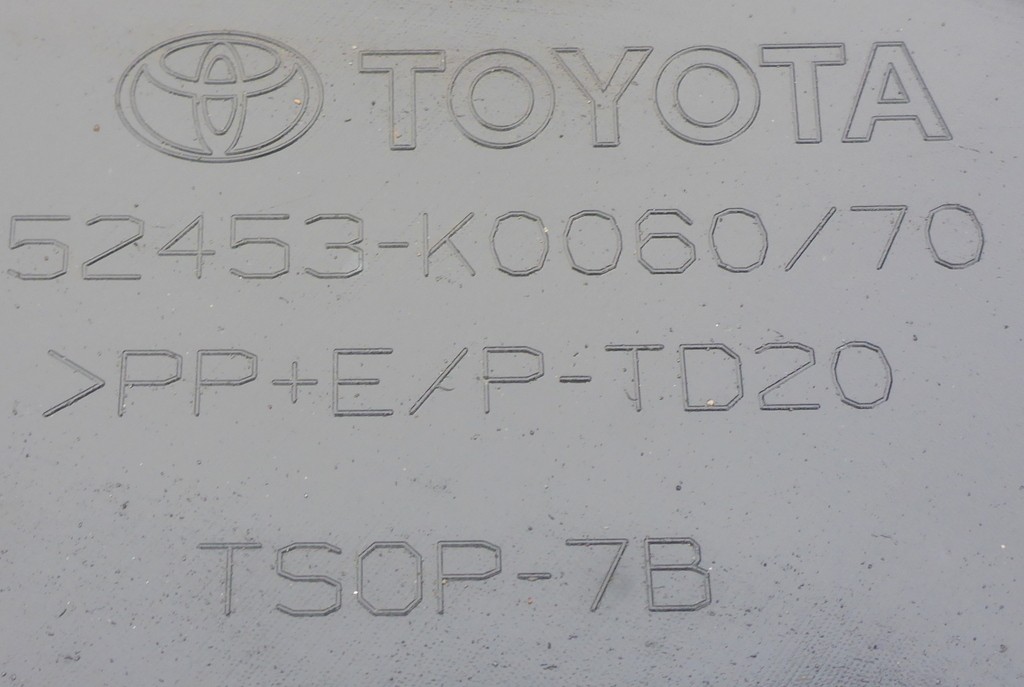 TOYOTA
52453-K0060/70
>PP+E/P-TD20
TSOP-7B